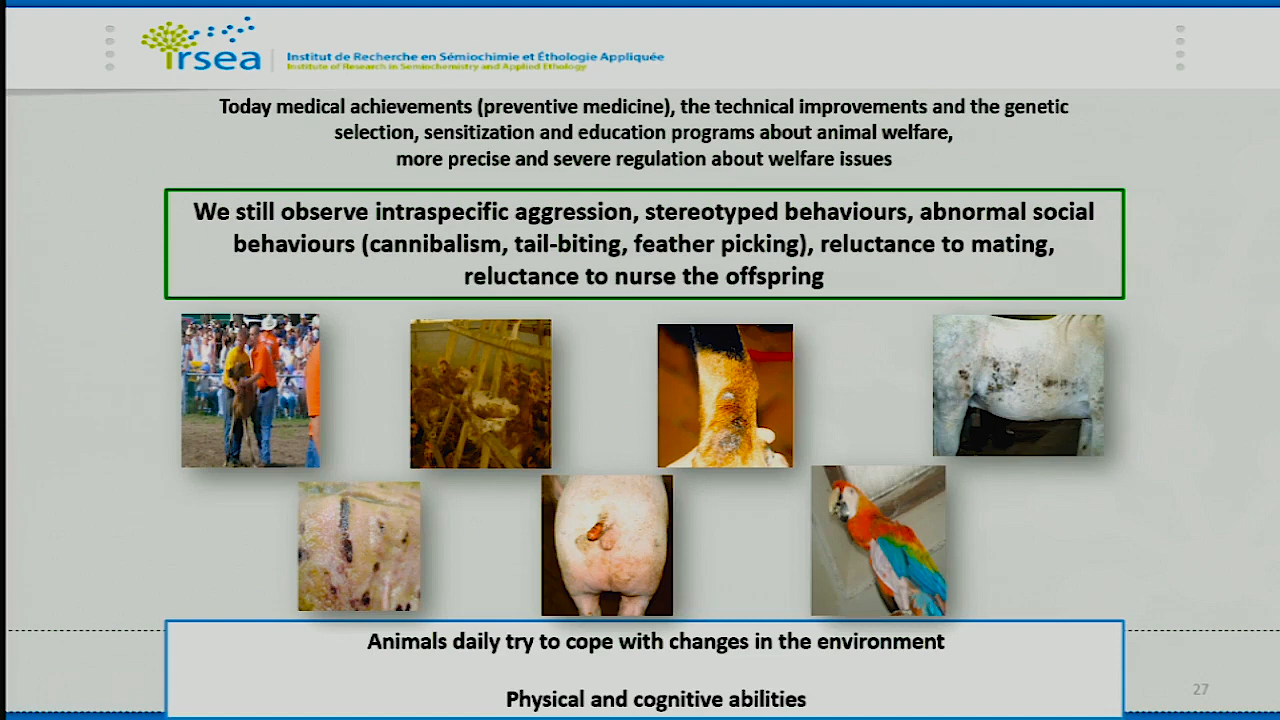 irsea
Institut de Recherche en Sémiochimie et Éthologie Appliquée
Institute of Research in Semiochemistry and Applied Ethology
Today medical achievements (preventive medicine), the technical improvements and the genetic
selection, sensitization and education programs about animal welfare,
more precise and severe regulation about welfare issues
We still observe intraspecific aggression, stereotyped behaviours, abnormal social
behaviours (cannibalism, tail-biting, feather picking), reluctance to mating,
reluctance to nurse the offspring
Animals daily try to cope with changes in the environment
Physical and cognitive abilities
27